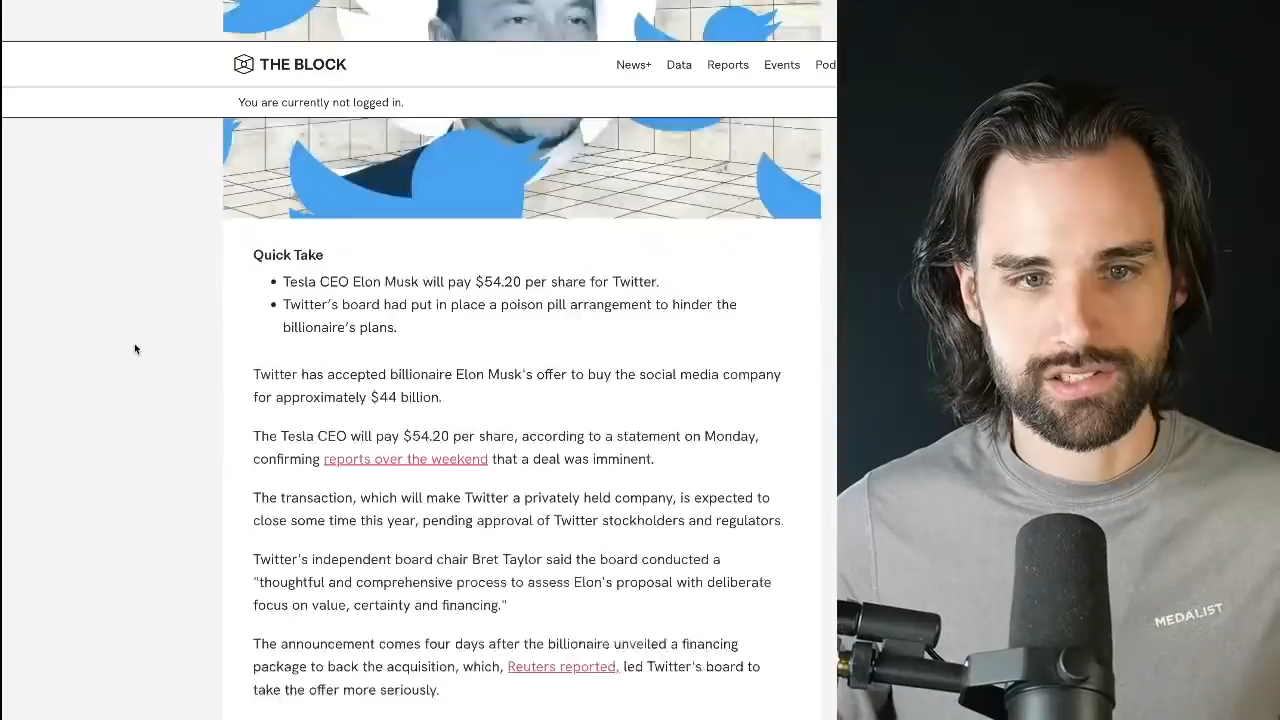 THE BLOCK
News+ Data Reports Events Pod
You are currently not logged in.
Quick Take
• Tesla CEO Elon Musk will pay $54.20 per share for Twitter.
• Twitter's board had put in place a poison pill arrangement to hinder the
billionaire's plans.
Twitter has accepted billionaire Elon Musk's offer to buy the social media company
for approximately $44 billion.
The Tesla CEO will pay $54.20 per share, according to a statement on Monday,
confirming reports over the weekend that a deal was imminent.
The transaction, which will make Twitter a privately held company, is expected to
close some time this year, pending approval of Twitter stockholders and regulators.
Twitter's independent board chair Bret Taylor said the board conducted a
"thoughtful and comprehensive process to assess Elon's proposal with deliberate
focus on value, certainty and financing."
The announcement comes four days after the billionaire unveiled a financing
package to back the acquisition, which, Reuters reported, led Twitter's board to
take the offer more seriously.
MEDALIST